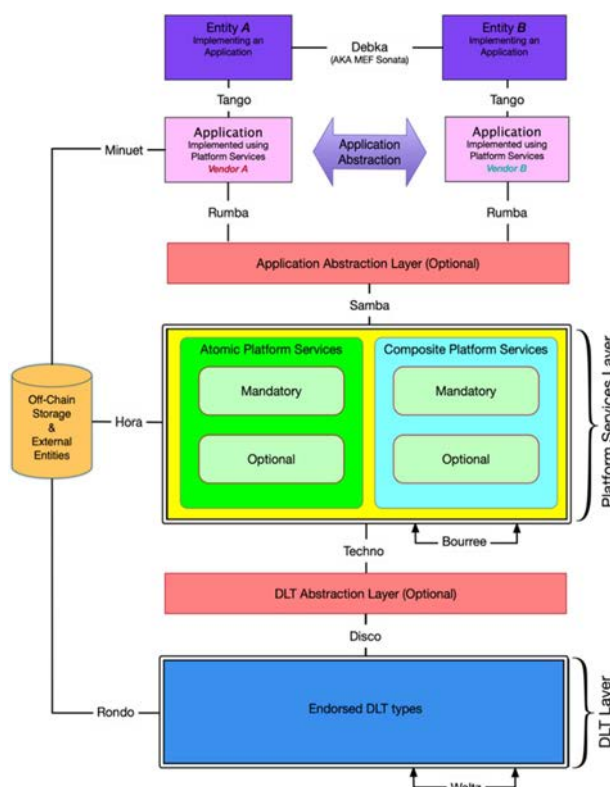 Entity A
Implementing an
Application
Debka
(AKA MEF Sonata)
Entity B
Implementing an
Application
Tango
Tango
Minuet
Application
Implemented using
Platform Services
Vendor A
Application
Abstraction
Application
Implemented using
Platform Services
Vendor B
Rumba
Rumba
Application Abstraction Layer (Optional)
Samba
Atomic Platform Services
Composite Platform Services
Mandatory
Mandatory
Optional
Optional
Platform Services Layer
Off-Chain
Storage
&
External
Entities
Hora
Bourree
Techno
DLT Abstraction Layer (Optional)
Disco
Endorsed DLT types
DLT Layer
Rondo